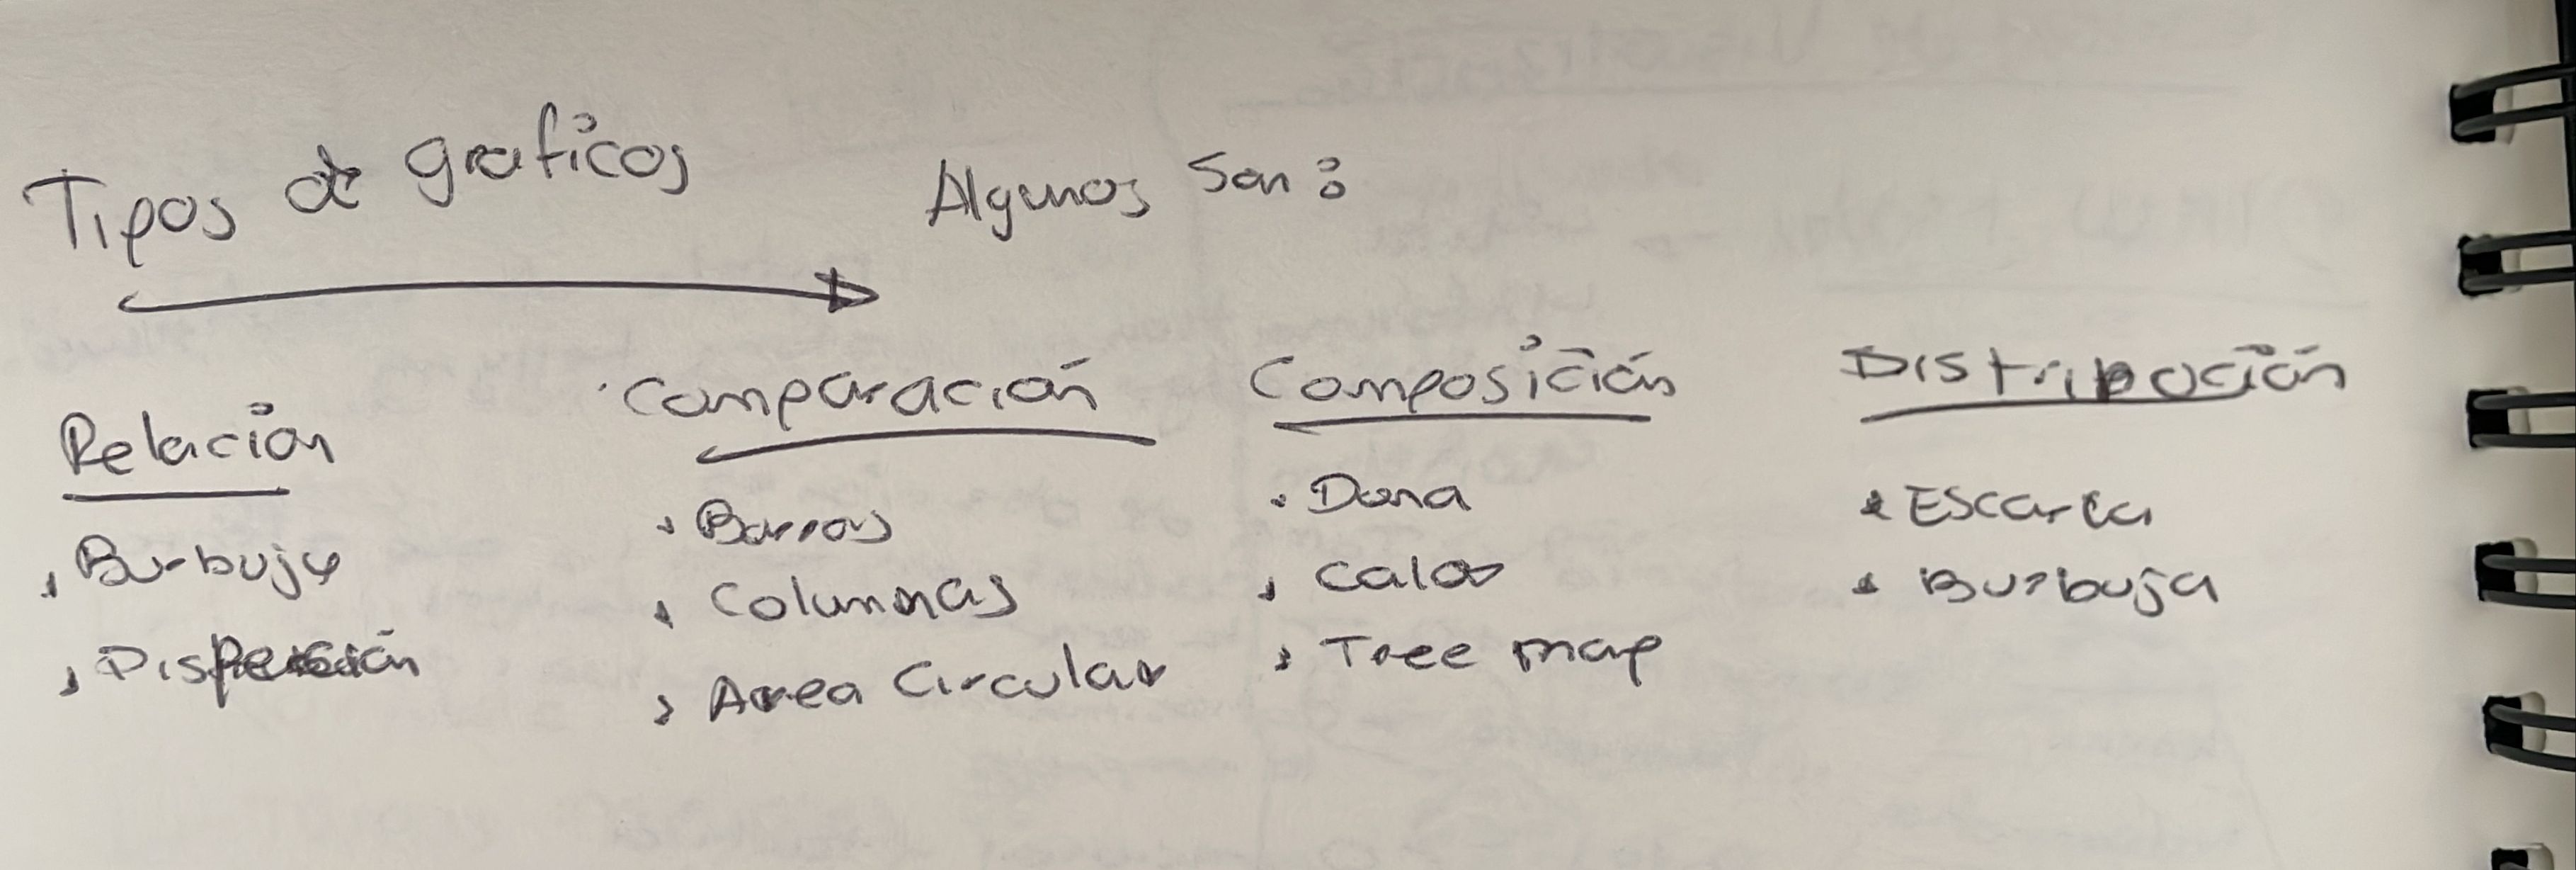 Tipos de graficos
Algunos son:
Relación
. Burbuja
. Dispersión
. Comparación
. Barras
. Columnas
. Area Circular
Composición
. Dona
. Calor
. Tree map
Distribución
. Burbuja